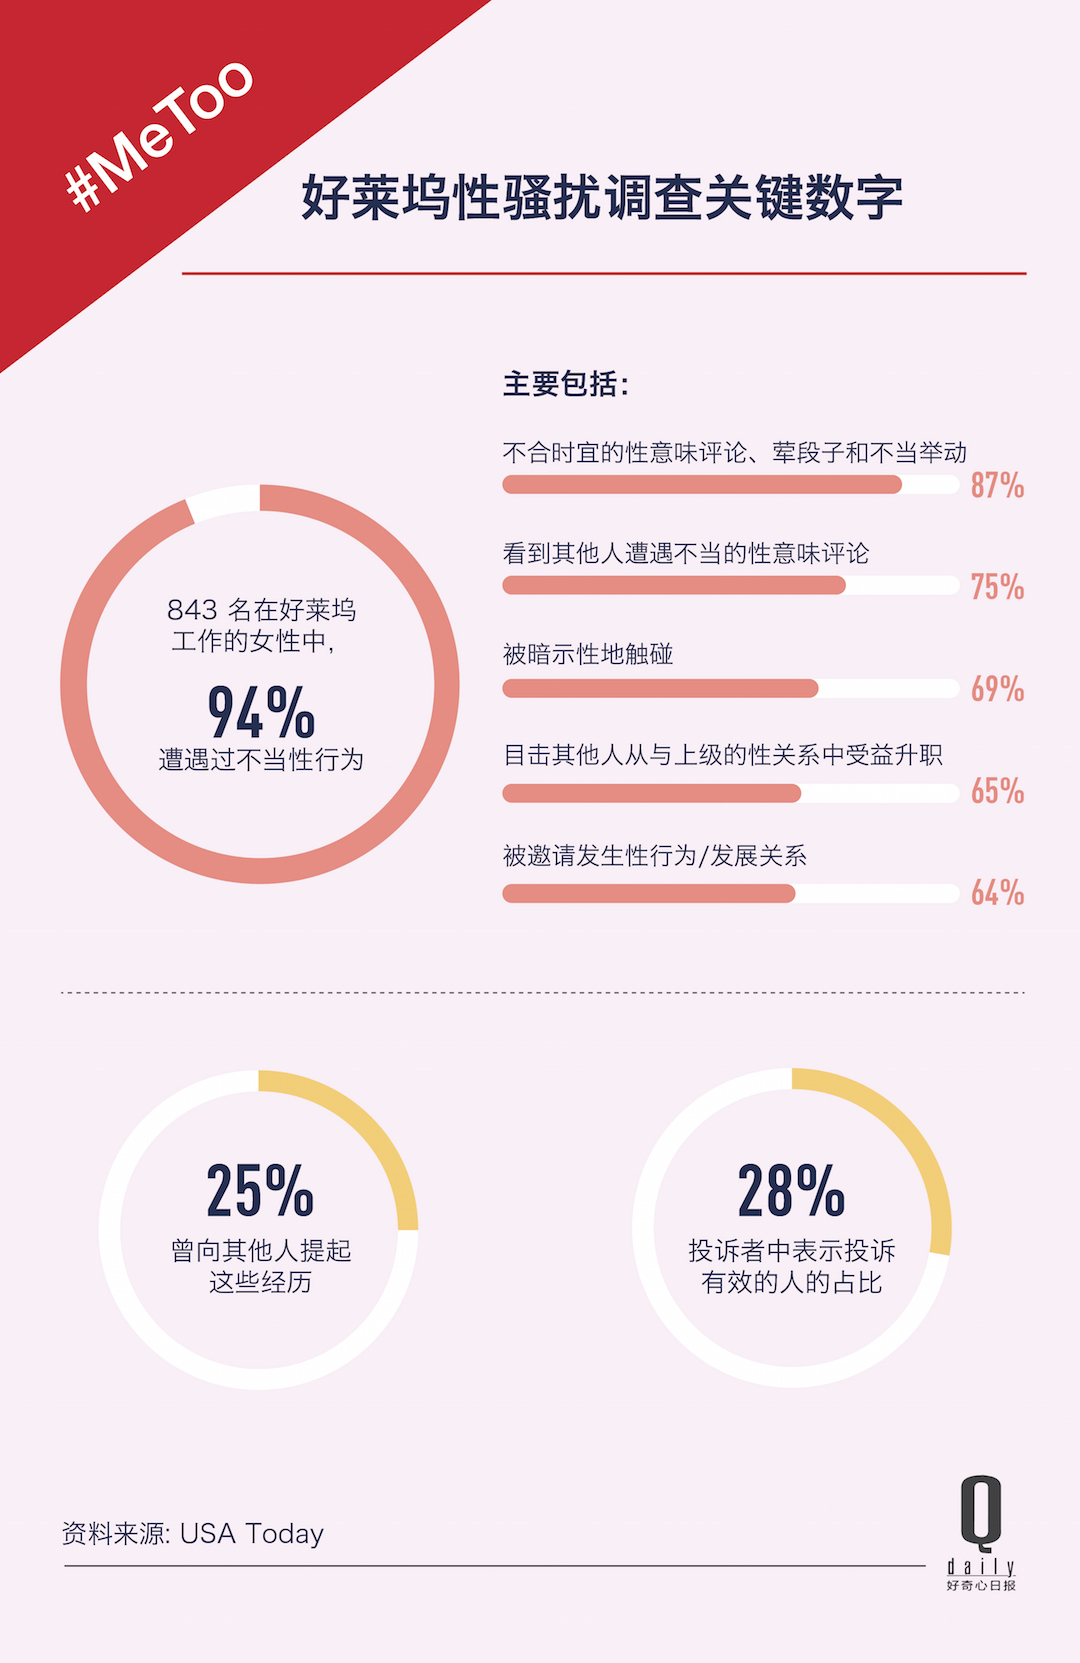 #MeToo
好莱坞性骚扰调查关键数字
843 名在好莱坞
工作的女性中,
94%
遭遇过不当性行为
主要包括:
不合时宜的性意味评论、荤段子和不当举动
87%
看到其他人遭遇不当的性意味评论
75%
被暗示性地触碰
69%
目击其他人从与上级的性关系中受益升职
65%
被邀请发生性行为/发展关系
64%
25%
曾向其他人提起
这些经历
28%
投诉者中表示投诉
有效的人的占比
资料来源: USA Today
Q
daily
好奇心日报